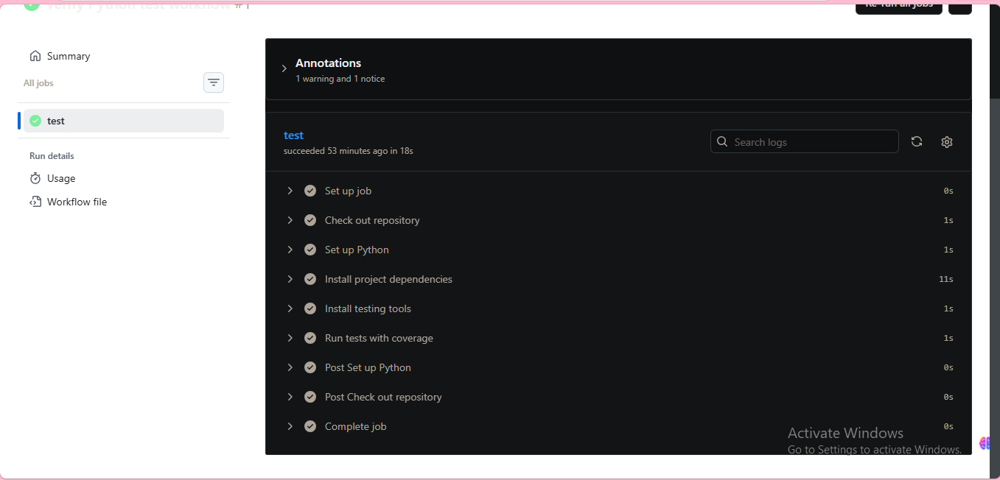 Verify Python test workflow #1
Re-run all jobs
Summary
All jobs
test
Run details
Usage
Workflow file
Annotations
1 warning and 1 notice
test
succeeded 53 minutes ago in 18s
Search logs
Set up job 0s
Check out repository 1s
Set up Python 1s
Install project dependencies 11s
Install testing tools 1s
Run tests with coverage 1s
Post Set up Python 0s
Post Check out repository 0s
Complete job 0s
Activate Windows
Go to Settings to activate Windows.